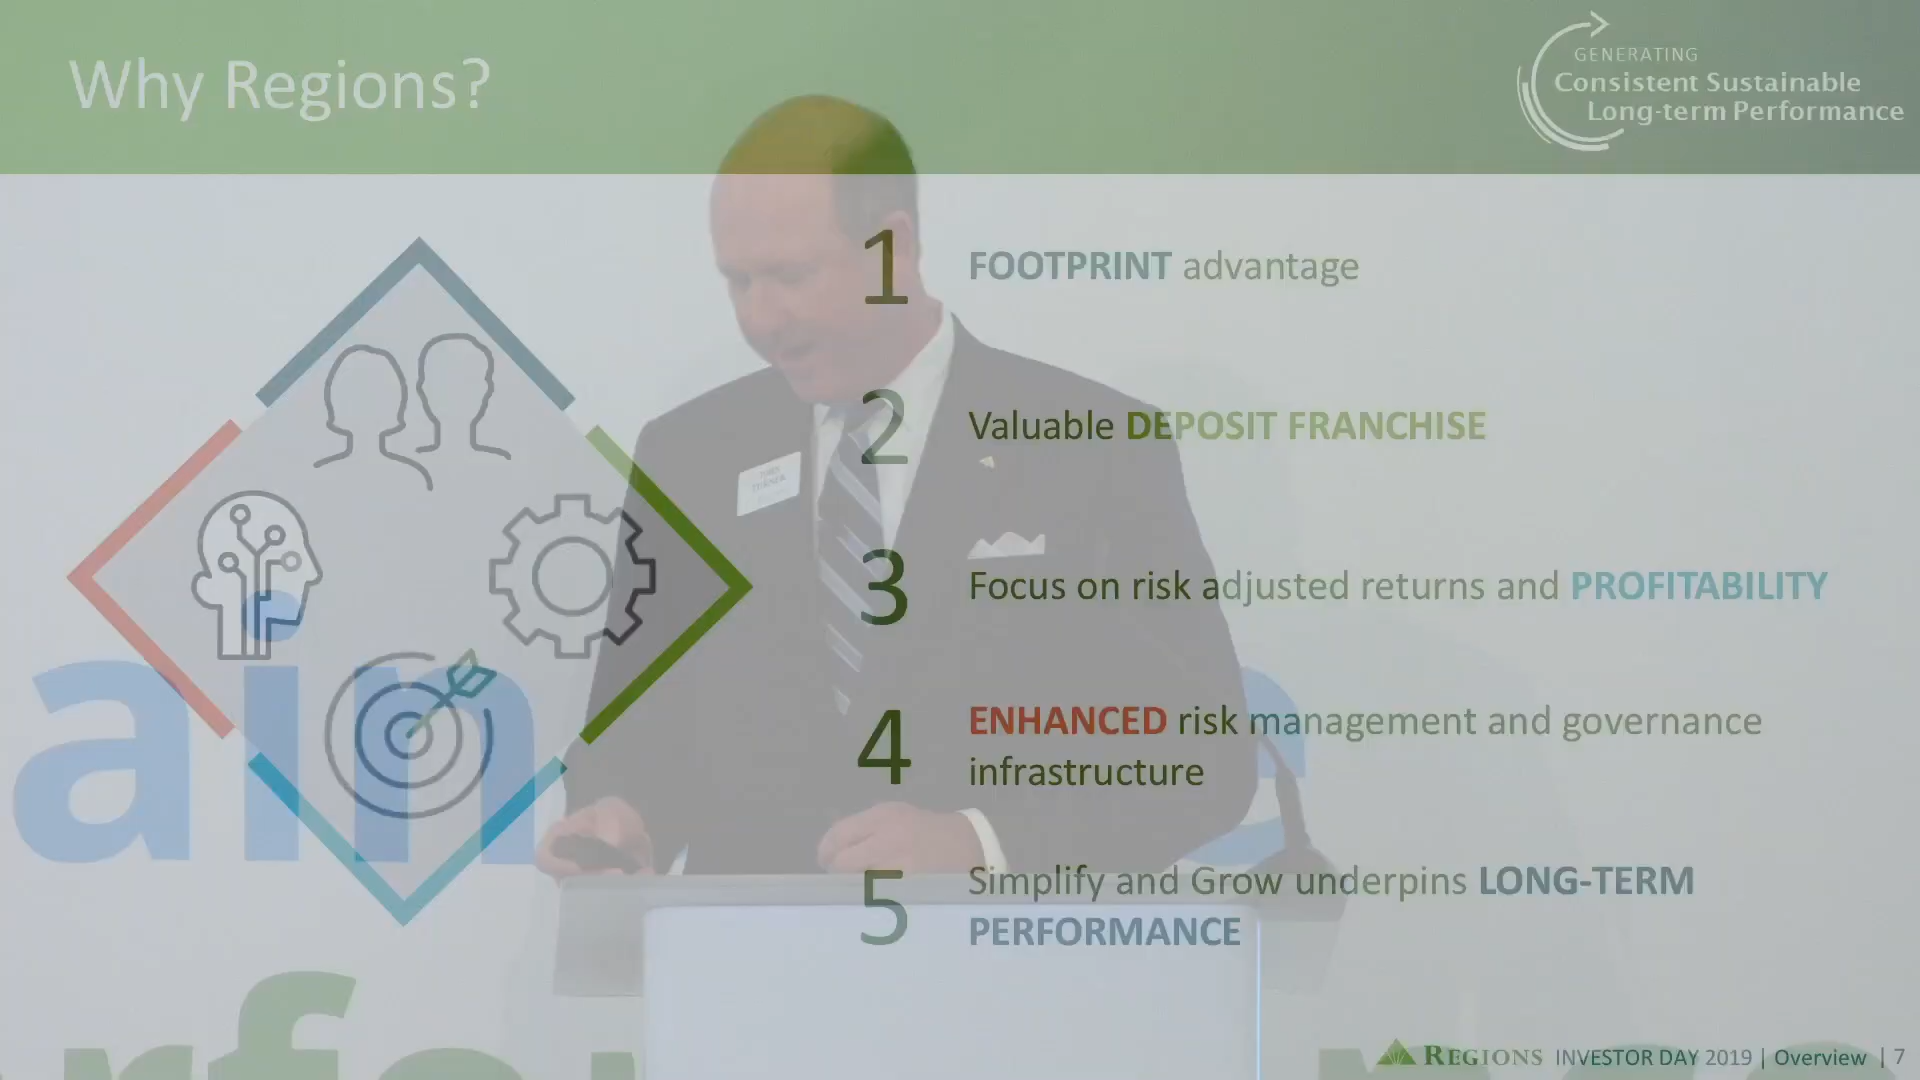 Why Regions?
GENERATING
Consistent Sustainable
Long-term Performance
1 FOOTPRINT advantage
2 Valuable DEPOSIT FRANCHISE
TURNER
3 Focus on risk adjusted returns and PROFITABILITY
ain
4 ENHANCED risk management and governance
infrastructure
5 Simplify and Grow underpins LONG-TERM
PERFORMANCE
REGIONS INVESTOR DAY 2019 | Overview | 7